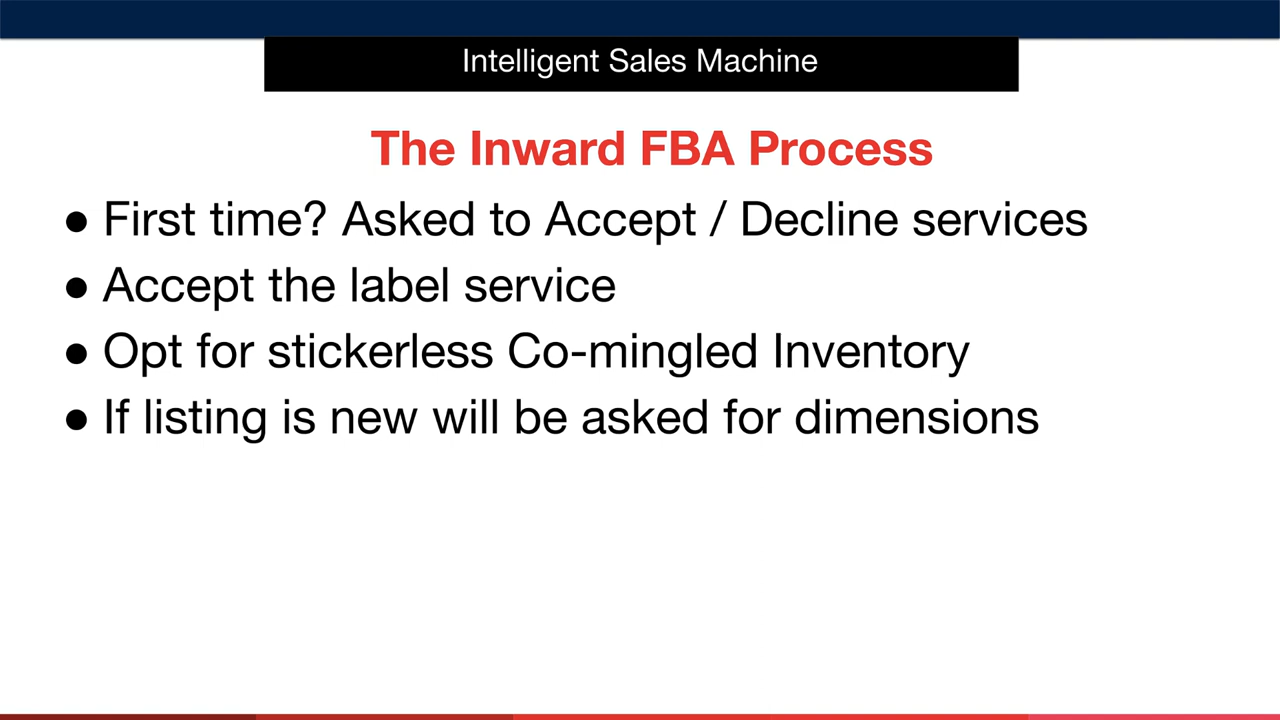 Intelligent Sales Machine
The Inward FBA Process
● First time? Asked to Accept / Decline services
● Accept the label service
● Opt for stickerless Co-mingled Inventory
● If listing is new will be asked for dimensions